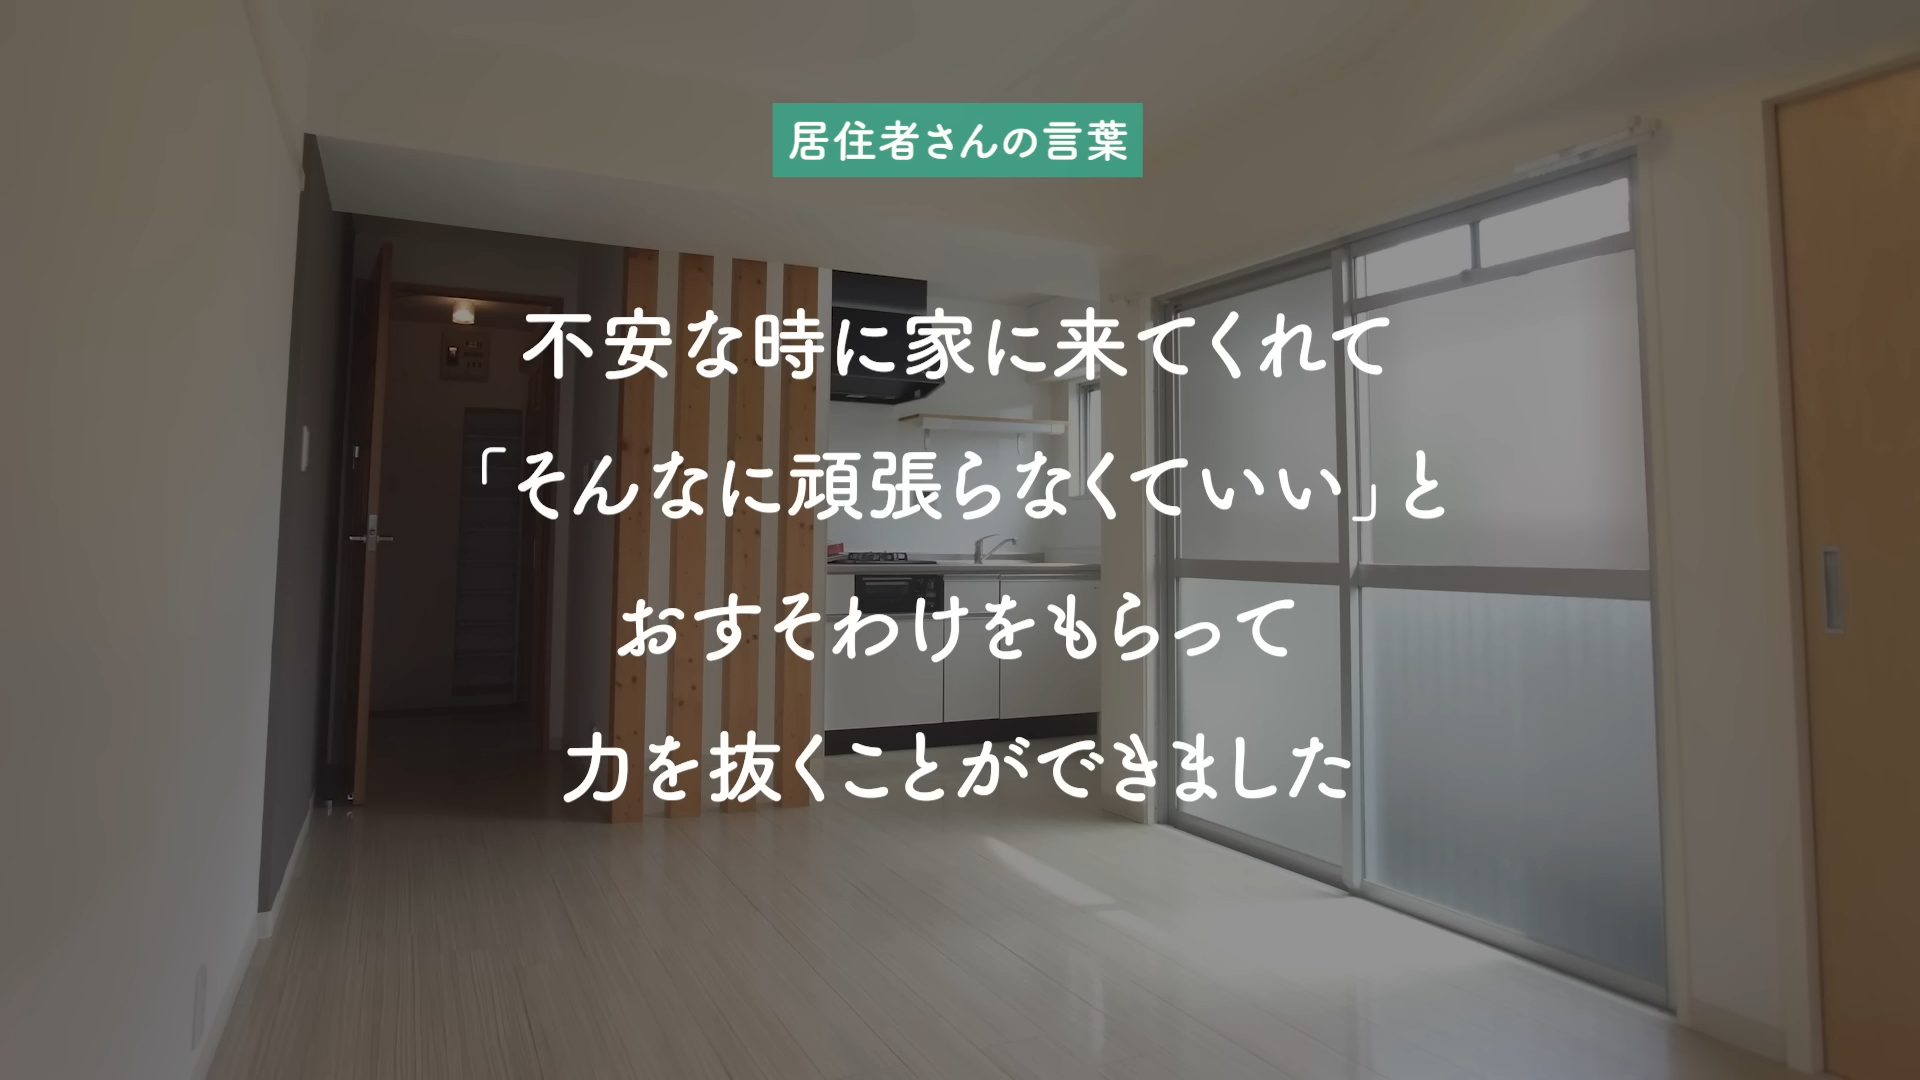 居住者さんの言葉
不安な時に家に来てくれて
「そんなに頑張らなくていい」と
おすそわけをもらって
力を抜くことができました